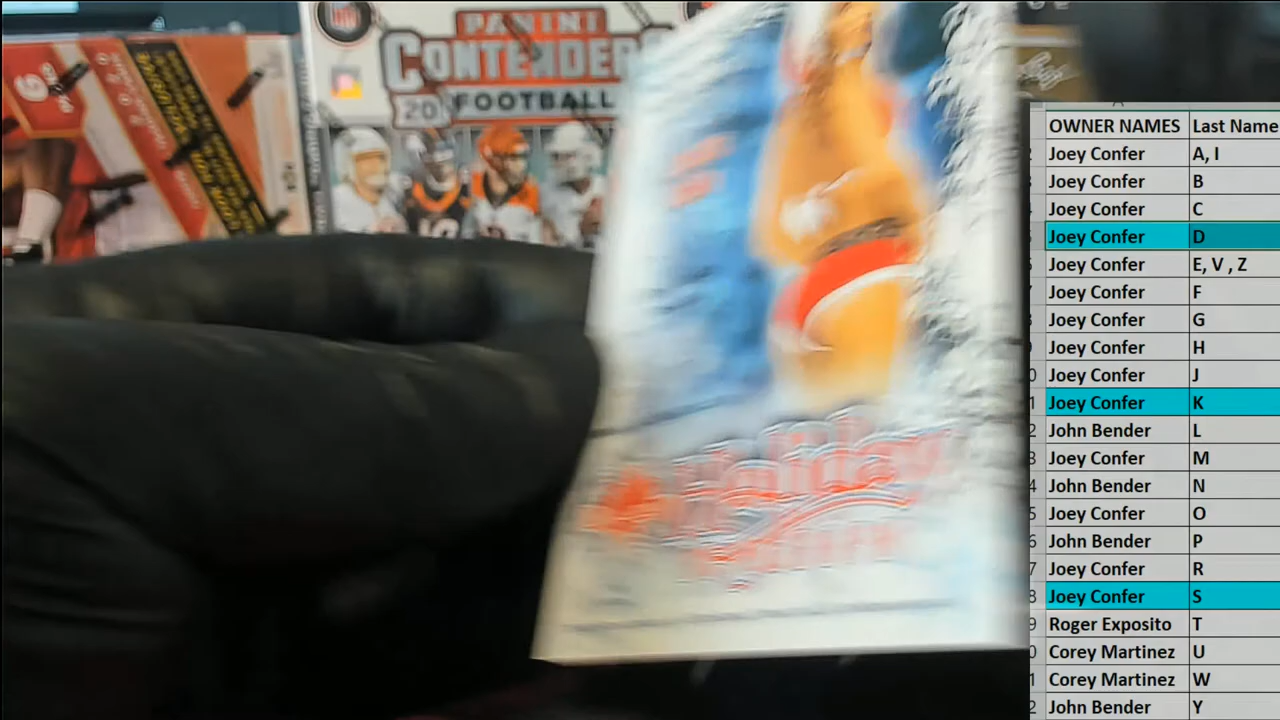 PANINI
CONTENDERS
20
FOOTBALL
Holiday
OWNER NAMES Last Name
Joey Confer A, I
Joey Confer B
Joey Confer C
Joey Confer D
Joey Confer E, V , Z
Joey Confer F
Joey Confer G
Joey Confer H
Joey Confer J
Joey Confer K
John Bender L
Joey Confer M
John Bender N
Joey Confer O
John Bender P
Joey Confer R
Joey Confer S
Roger Exposito T
Corey Martinez U
Corey Martinez W
John Bender Y